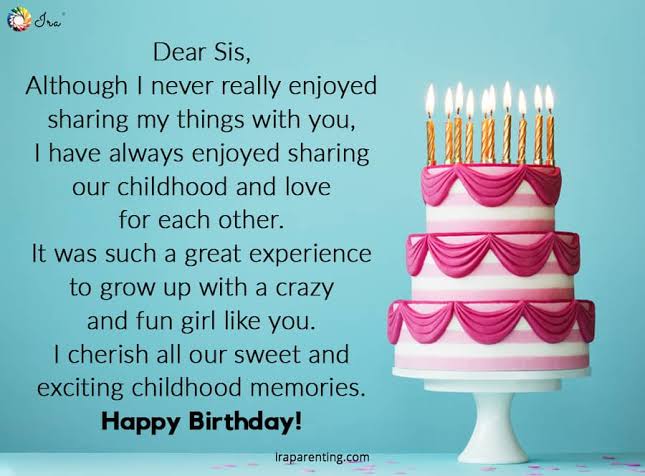 Ira
Dear Sis,
Although I never really enjoyed
sharing my things with you,
I have always enjoyed sharing
our childhood and love
for each other.
It was such a great experience
to grow up with a crazy
and fun girl like you.
I cherish all our sweet and
exciting childhood memories.
Happy Birthday!
iraparenting.com